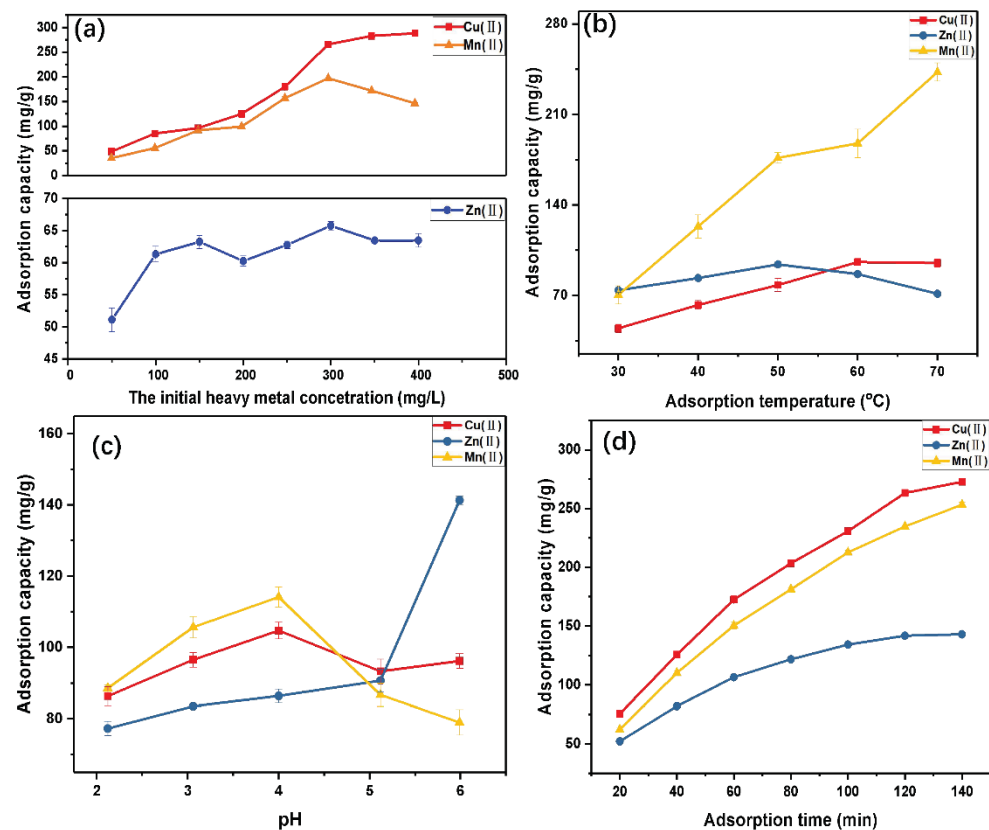 (a)
Cu(Ⅱ)
Mn(Ⅱ)
300
250
200
150
100
50
0
Zn(Ⅱ)
70
65
60
55
50
45
0 100 200 300 400 500
Adsorption capacity (mg/g)
The initial heavy metal concetration (mg/L)
(b)
Cu(Ⅱ)
Zn(Ⅱ)
Mn(Ⅱ)
280
210
140
70
30 40 50 60 70
Adsorption capacity (mg/g)
Adsorption temperature (°C)
(c)
Cu(Ⅱ)
Zn(Ⅱ)
Mn(Ⅱ)
160
140
120
100
80
2 3 4 5 6
Adsorption capacity (mg/g)
pH
(d)
Cu(Ⅱ)
Zn(Ⅱ)
Mn(Ⅱ)
300
250
200
150
100
50
20 40 60 80 100 120 140
Adsorption capacity (mg/g)
Adsorption time (min)